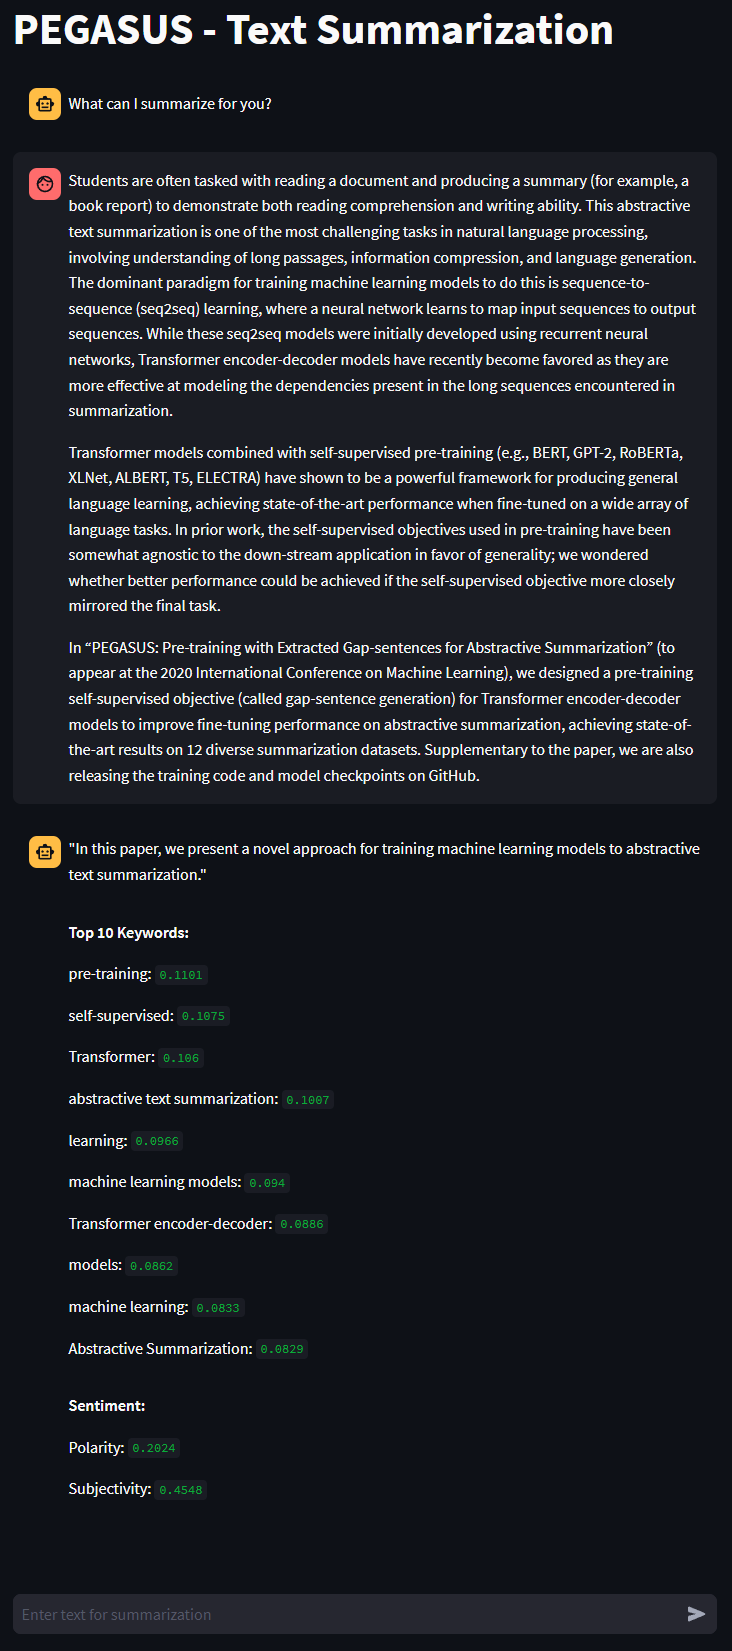 PEGASUS - Text Summarization
What can I summarize for you?
Students are often tasked with reading a document and producing a summary (for example, a
book report) to demonstrate both reading comprehension and writing ability. This abstractive
text summarization is one of the most challenging tasks in natural language processing,
involving understanding of long passages, information compression, and language generation.
The dominant paradigm for training machine learning models to do this is sequence-to-
sequence (seq2seq) learning, where a neural network learns to map input sequences to output
sequences. While these seq2seq models were initially developed using recurrent neural
networks, Transformer encoder-decoder models have recently become favored as they are
more effective at modeling the dependencies present in the long sequences encountered in
summarization.
Transformer models combined with self-supervised pre-training (e.g., BERT, GPT-2, RoBERTa,
XLNet, ALBERT, T5, ELECTRA) have shown to be a powerful framework for producing general
language learning, achieving state-of-the-art performance when fine-tuned on a wide array of
language tasks. In prior work, the self-supervised objectives used in pre-training have been
somewhat agnostic to the down-stream application in favor of generality; we wondered
whether better performance could be achieved if the self-supervised objective more closely
mirrored the final task.
In “PEGASUS: Pre-training with Extracted Gap-sentences for Abstractive Summarization” (to
appear at the 2020 International Conference on Machine Learning), we designed a pre-training
self-supervised objective (called gap-sentence generation) for Transformer encoder-decoder
models to improve fine-tuning performance on abstractive summarization, achieving state-of-
the-art results on 12 diverse summarization datasets. Supplementary to the paper, we are also
releasing the training code and model checkpoints on GitHub.
"In this paper, we present a novel approach for training machine learning models to abstractive
text summarization."
Top 10 Keywords:
pre-training: 0.1101
self-supervised: 0.1075
Transformer: 0.106
abstractive text summarization: 0.1007
learning: 0.0966
machine learning models: 0.094
Transformer encoder-decoder: 0.0886
models: 0.0862
machine learning: 0.0833
Abstractive Summarization: 0.0829
Sentiment:
Polarity: 0.2024
Subjectivity: 0.4548
Enter text for summarization